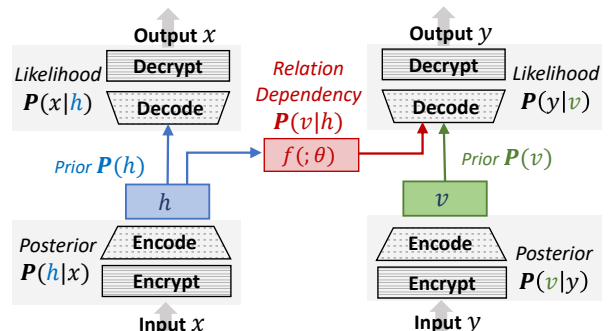 Output x
Output y
Likelihood
P(x|h)
Decrypt
Decode
Relation
Dependency
P(v|h)
Decrypt
Decode
Likelihood
P(y|v)
Prior P(h)
f(;θ)
Prior P(v)
h
v
Posterior
P(h|x)
Encode
Encrypt
Encode
Encrypt
Posterior
P(v|y)
Input x
Input y